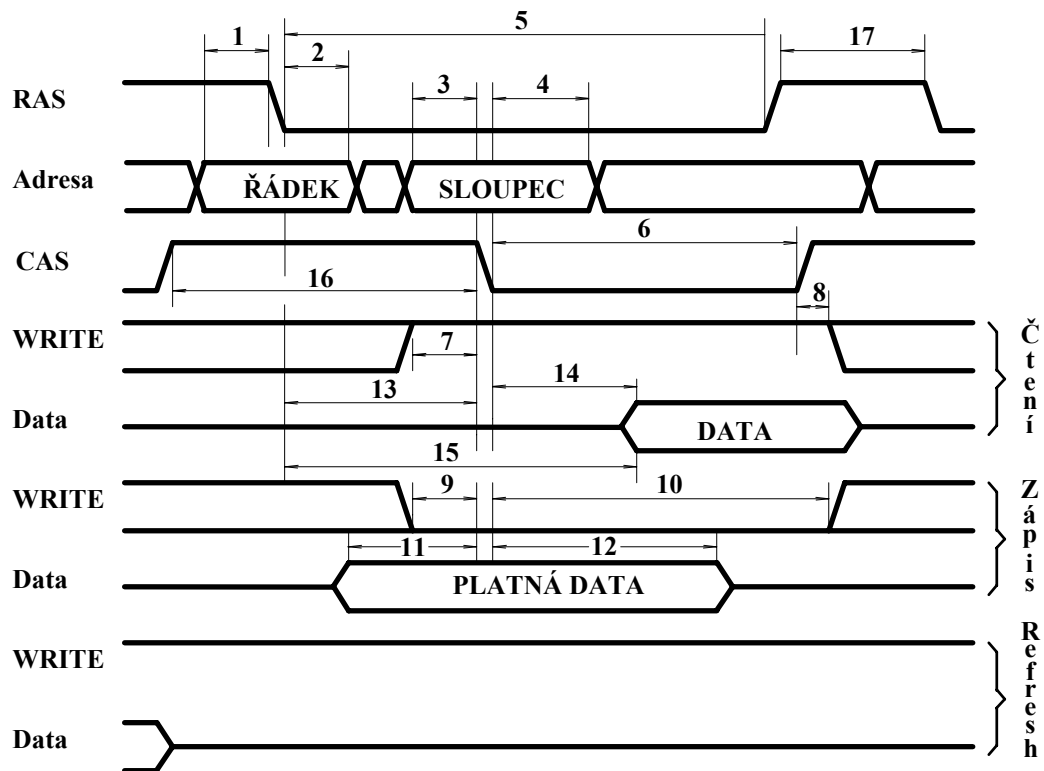 5
1
2
17
3
4
RAS
Adresa
ŘÁDEK
SLOUPEC
6
CAS
16
8
WRITE
7
13
14
Data
DATA
15
Čtení
WRITE
9
10
11
12
Data
PLATNÁ DATA
Zápis
WRITE
Data
Refresh